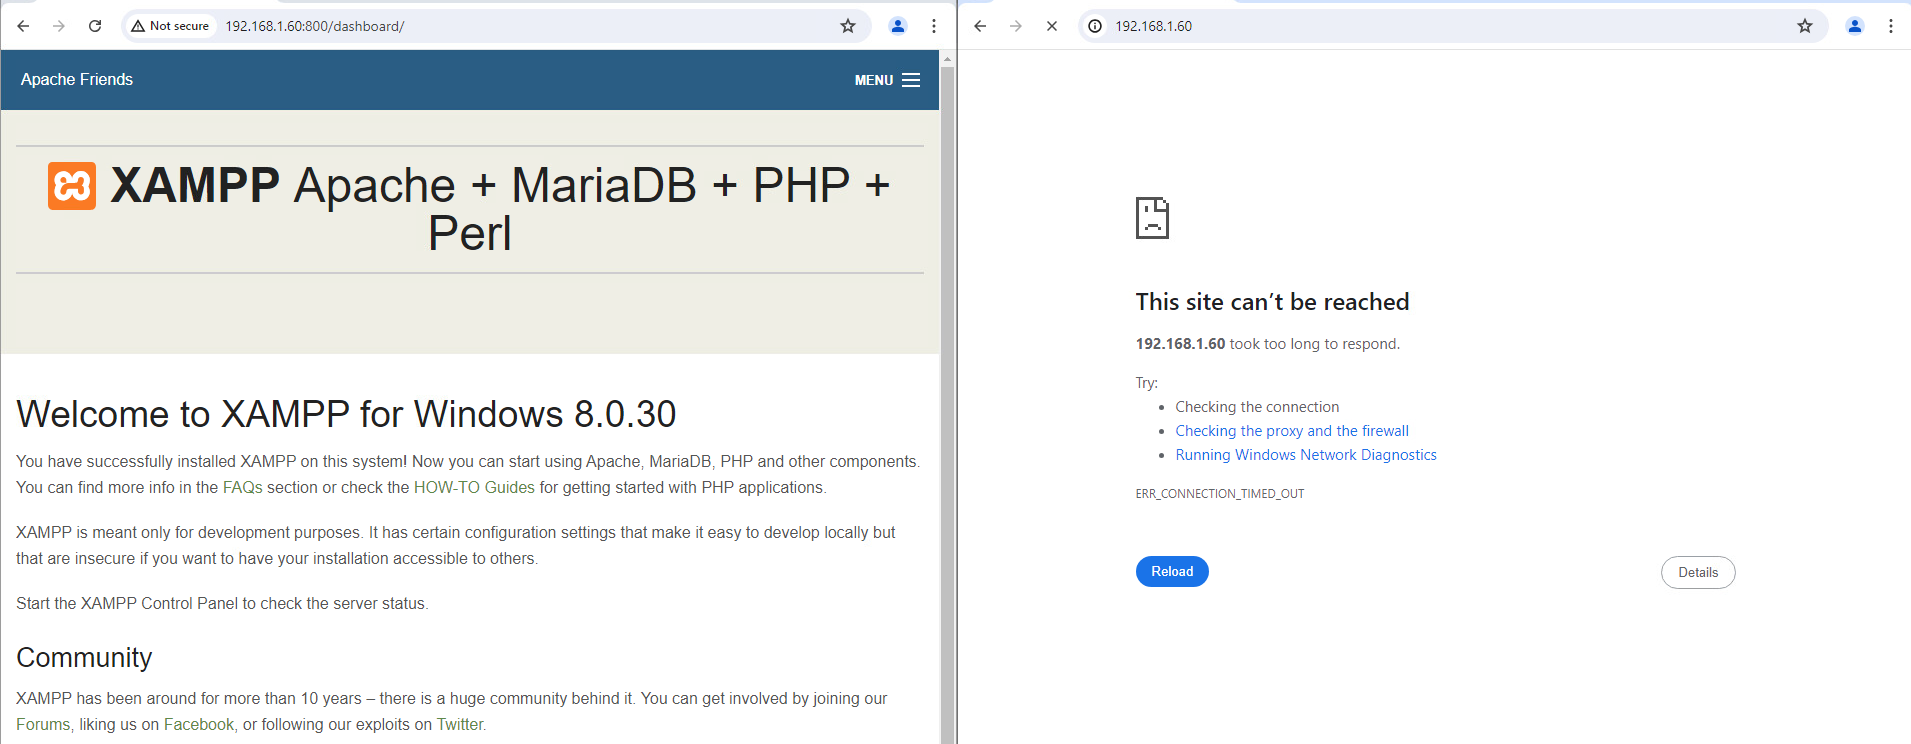 Not secure
192.168.1.60:800/dashboard/
Apache Friends
MENU
XAMPP Apache + MariaDB + PHP +
Perl
Welcome to XAMPP for Windows 8.0.30
You have successfully installed XAMPP on this system! Now you can start using Apache, MariaDB, PHP and other components.
You can find more info in the FAQs section or check the HOW-TO Guides for getting started with PHP applications.
XAMPP is meant only for development purposes. It has certain configuration settings that make it easy to develop locally but
that are insecure if you want to have your installation accessible to others.
Start the XAMPP Control Panel to check the server status.
Community
XAMPP has been around for more than 10 years – there is a huge community behind it. You can get involved by joining our
Forums, liking us on Facebook, or following our exploits on Twitter.
192.168.1.60
This site can’t be reached
192.168.1.60 took too long to respond.
Try:
• Checking the connection
• Checking the proxy and the firewall
• Running Windows Network Diagnostics
ERR_CONNECTION_TIMED_OUT
Reload
Details